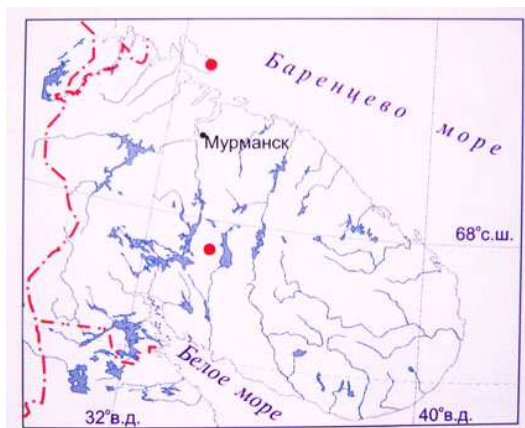 Баренцево море
Мурманск
68°с.ш.
Белое море
32°в.д.
40°в.д.